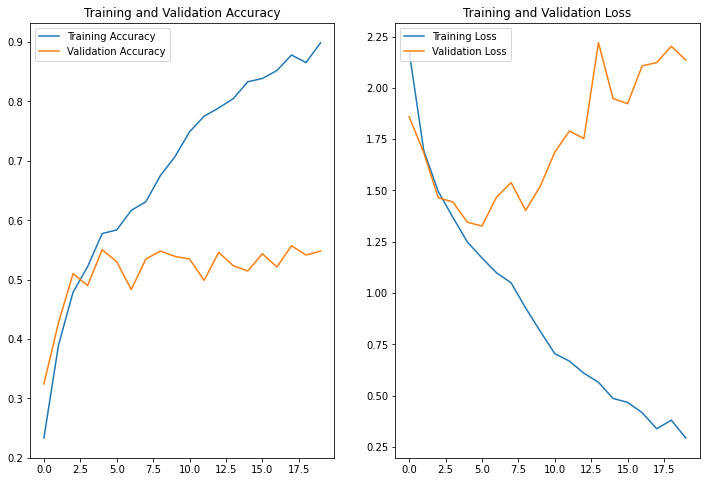 Training and Validation Accuracy
Training Accuracy
Validation Accuracy
0.9
0.8
0.7
0.6
0.5
0.4
0.3
0.2
0.0 2.5 5.0 7.5 10.0 12.5 15.0 17.5
Training and Validation Loss
Training Loss
Validation Loss
2.25
2.00
1.75
1.50
1.25
1.00
0.75
0.50
0.25
0.0 2.5 5.0 7.5 10.0 12.5 15.0 17.5